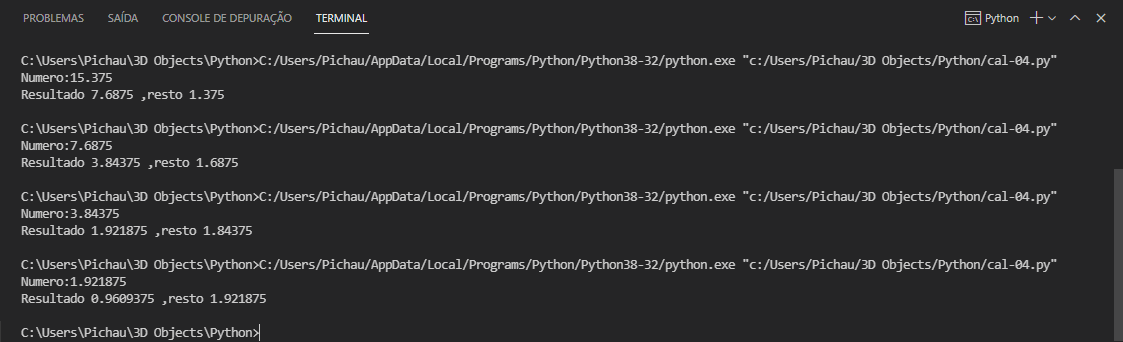 PROBLEMAS SAÍDA CONSOLE DE DEPURAÇÃO TERMINAL Python
C:\Users\Pichau\3D Objects\Python>C:/Users/Pichau/AppData/Local/Programs/Python/Python38-32/python.exe "c:/Users/Pichau/3D Objects/Python/cal-04.py"
Numero:15.375
Resultado 7.6875 ,resto 1.375
C:\Users\Pichau\3D Objects\Python>C:/Users/Pichau/AppData/Local/Programs/Python/Python38-32/python.exe "c:/Users/Pichau/3D Objects/Python/cal-04.py"
Numero:7.6875
Resultado 3.84375 ,resto 1.6875
C:\Users\Pichau\3D Objects\Python>C:/Users/Pichau/AppData/Local/Programs/Python/Python38-32/python.exe "c:/Users/Pichau/3D Objects/Python/cal-04.py"
Numero:3.84375
Resultado 1.921875 ,resto 1.84375
C:\Users\Pichau\3D Objects\Python>C:/Users/Pichau/AppData/Local/Programs/Python/Python38-32/python.exe "c:/Users/Pichau/3D Objects/Python/cal-04.py"
Numero:1.921875
Resultado 0.9609375 ,resto 1.921875
C:\Users\Pichau\3D Objects\Python>